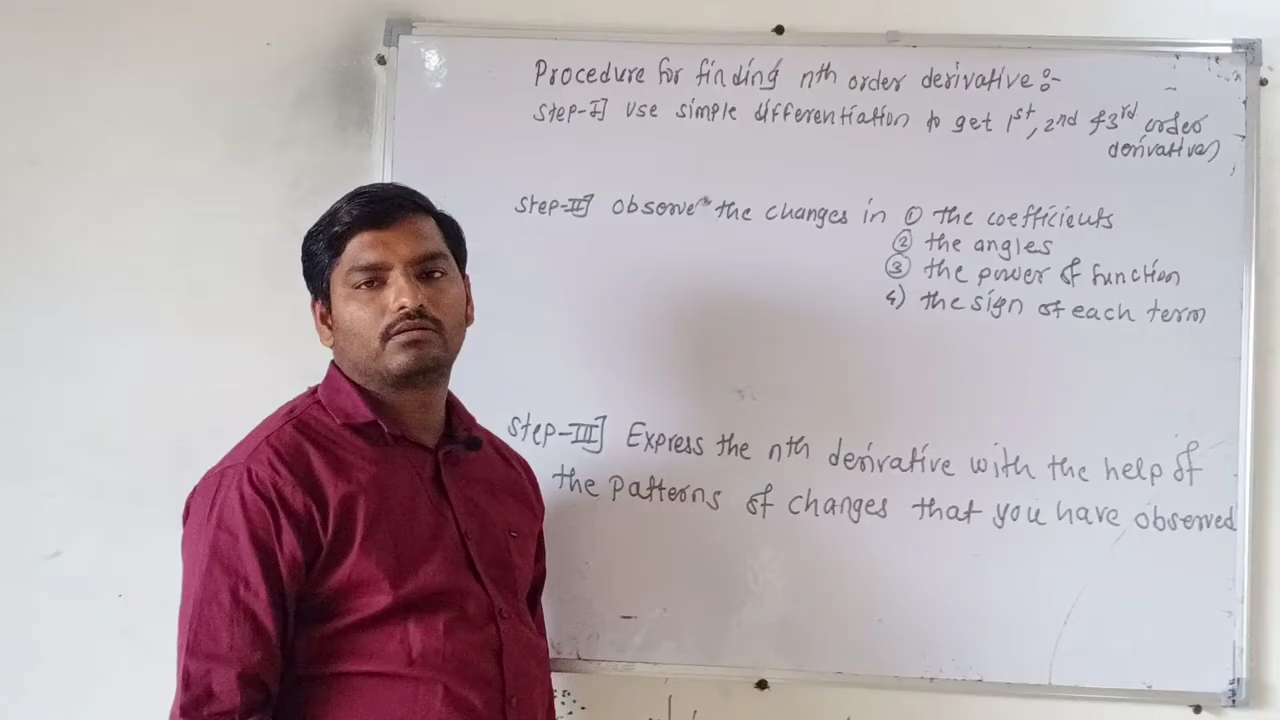 Procedure for finding nth order derivative:-
Step-I] Use simple differentiation to get 1st, 2nd & 3rd order
derivatives
Step-II] Observe the changes in ① the coefficients
② the angles
③ the power of function
4) the sign of each term
Step-III] Express the nth derivative with the help of
the patterns of changes that you have observed